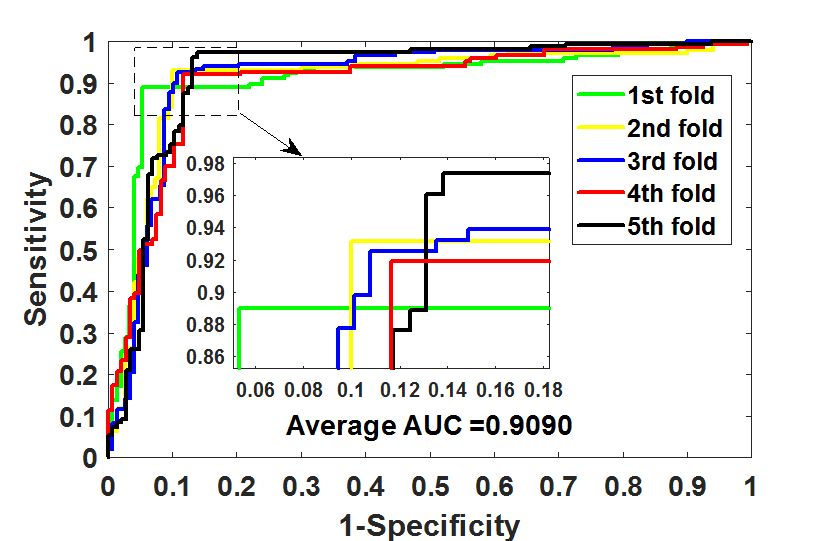 1
0.9
0.8
0.7
0.6
0.5
0.4
0.3
0.2
0.1
0
Sensitivity
1st fold
2nd fold
3rd fold
4th fold
5th fold
0.98
0.96
0.94
0.92
0.9
0.88
0.86
0.06 0.08 0.1 0.12 0.14 0.16 0.18
Average AUC =0.9090
0 0.1 0.2 0.3 0.4 0.5 0.6 0.7 0.8 0.9 1
1-Specificity